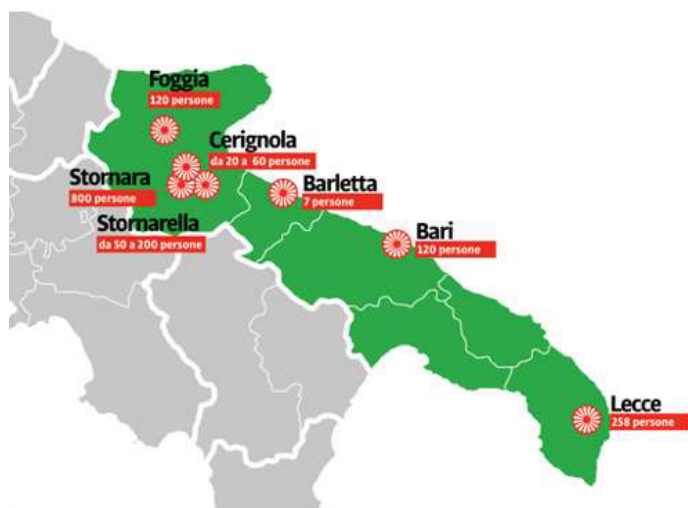 Foggia
120 persone
Cerignola
da 20 a 60 persone
Stornara
800 persone
Barletta
7 persone
Stornarella
da 50 a 200 persone
Bari
120 persone
Lecce
258 persone